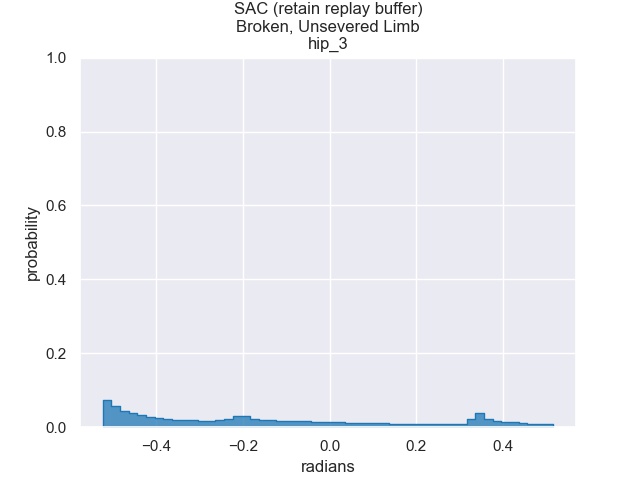 SAC (retain replay buffer)
Broken, Unsevered Limb
hip_3
1.0
0.8
0.6
0.4
0.2
0.0
probability
−0.4
−0.2
0.0
0.2
0.4
radians